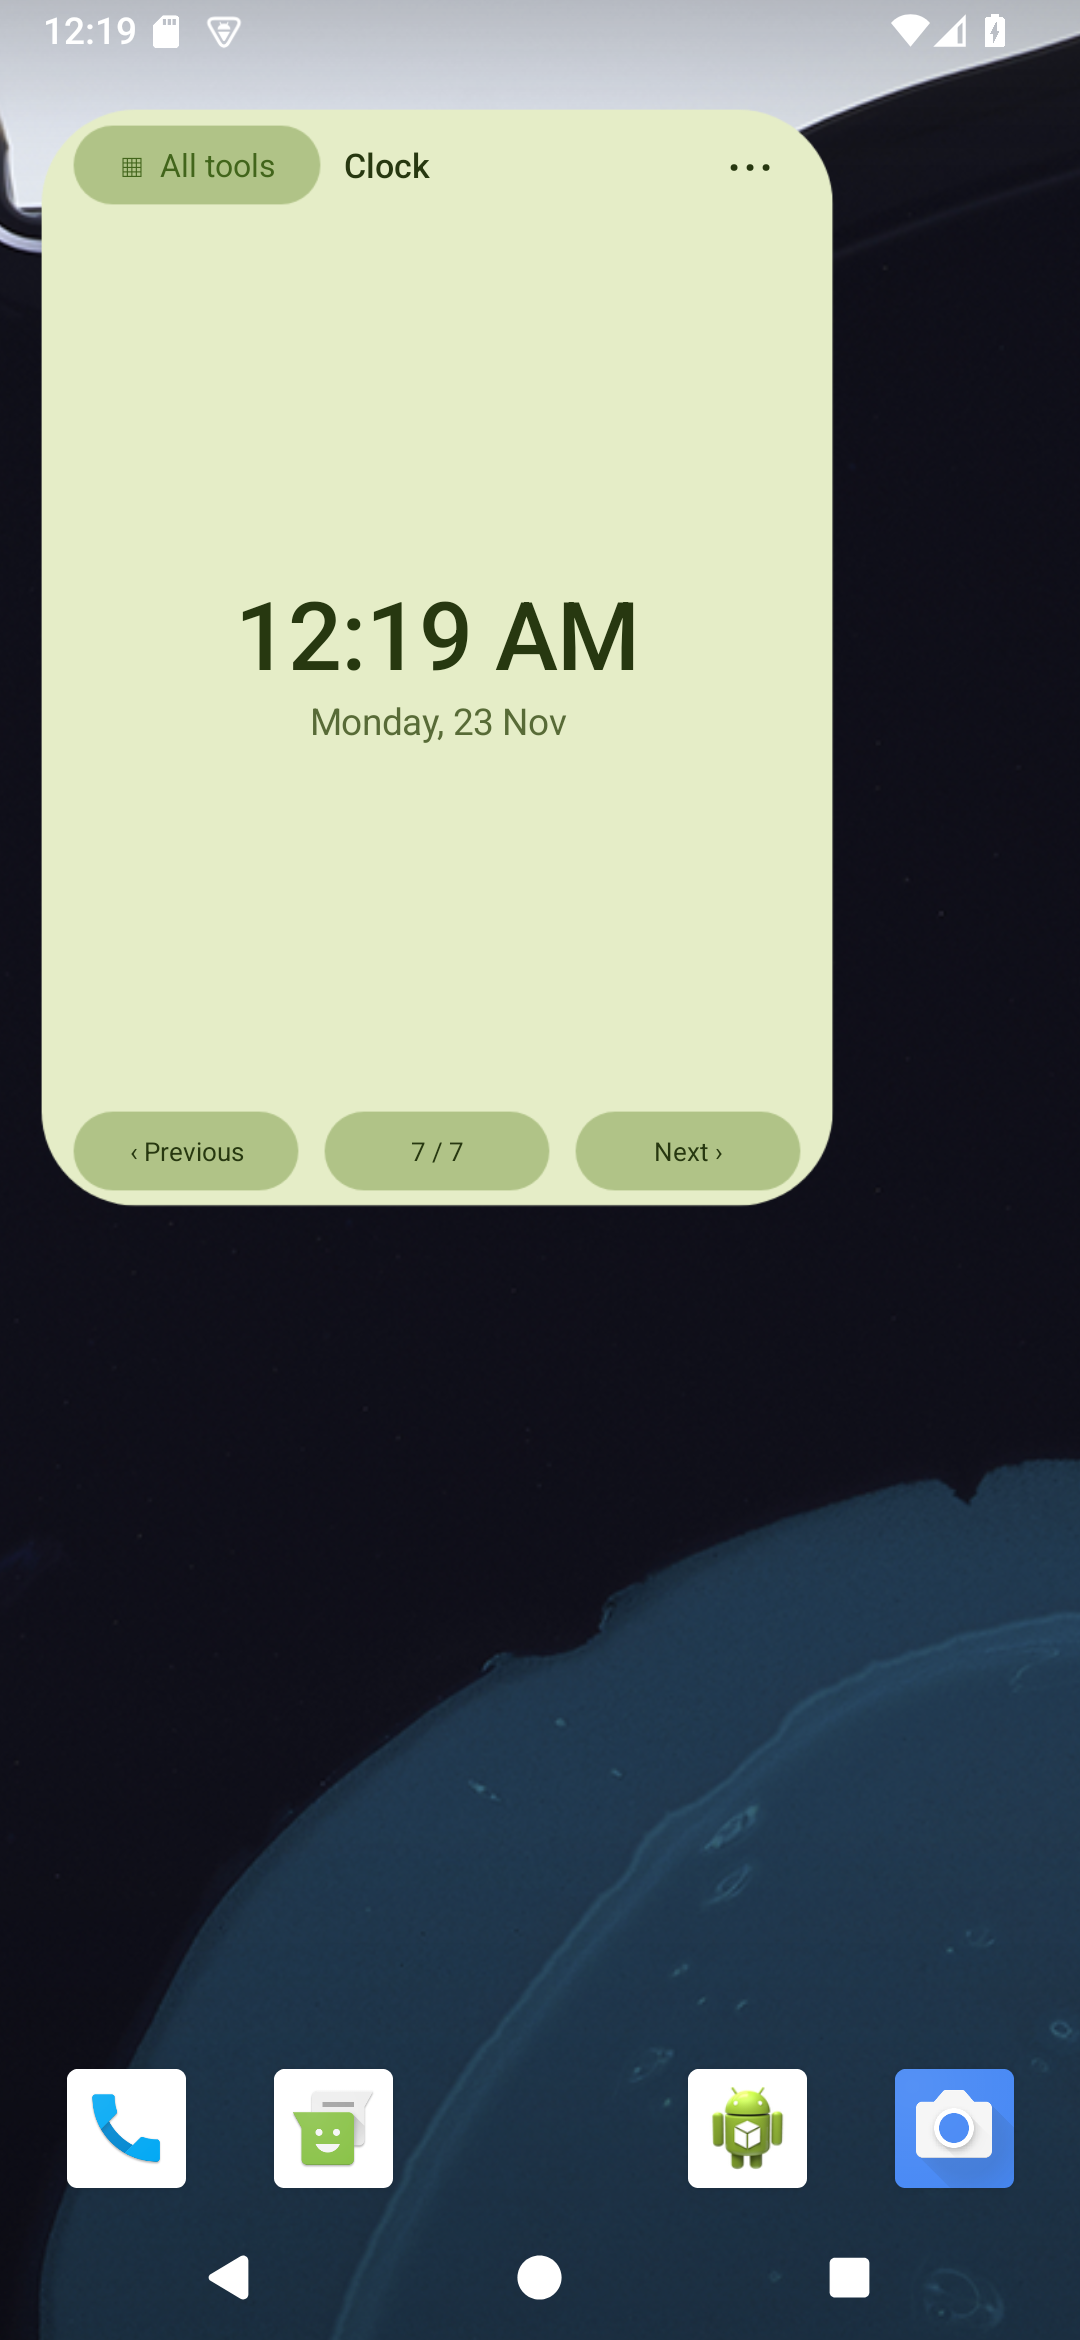 12:19
All tools
Clock
12:19 AM
Monday, 23 Nov
‹ Previous
7 / 7
Next ›